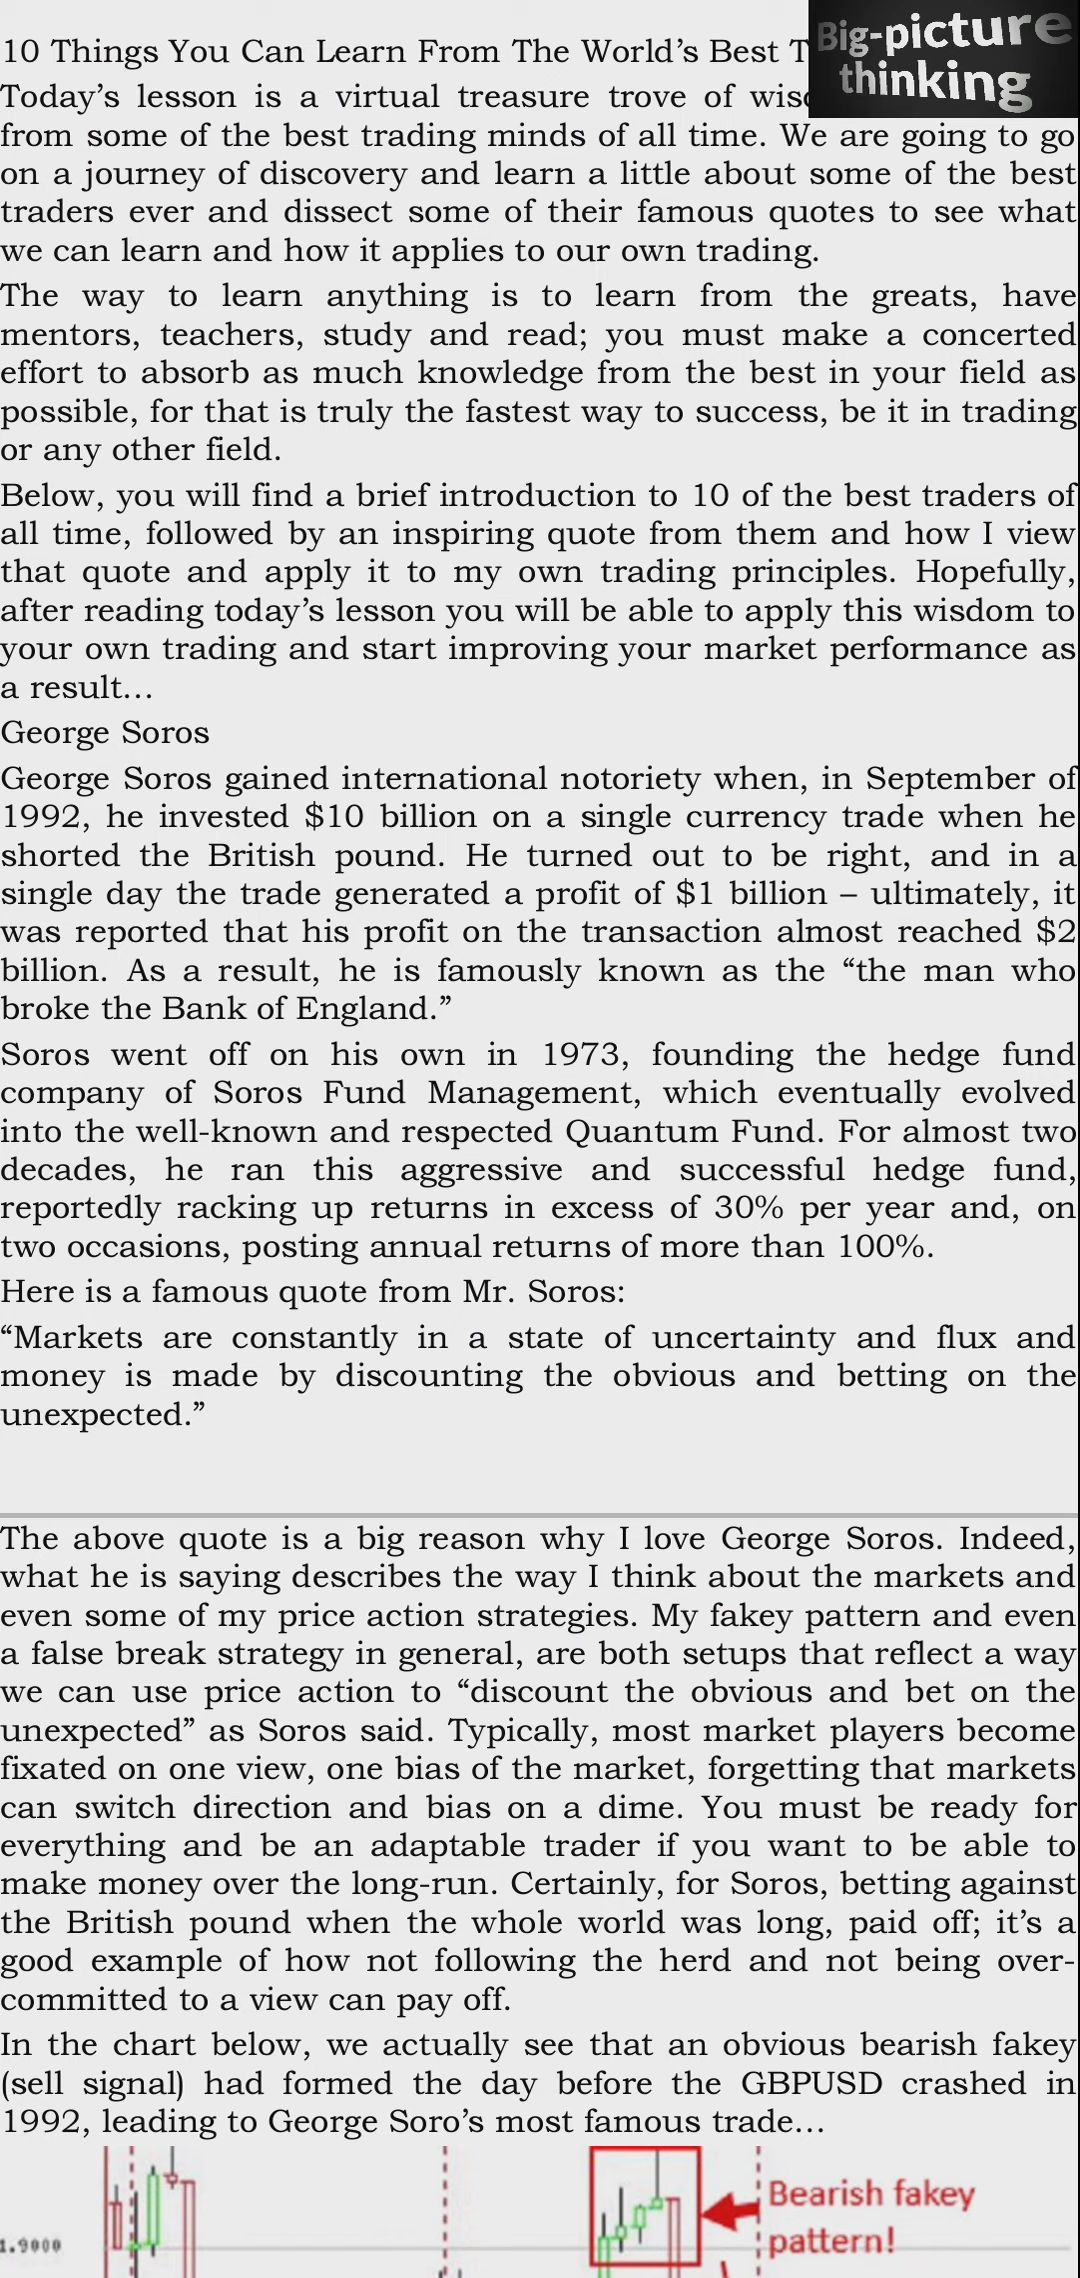 10 Things You Can Learn From The World's Best T
Big-picture
thinking
Today's lesson is a virtual treasure trove of
from some of the best trading minds of all time. We are going to go
on a journey of discovery and learn a little about some of the best
traders ever and dissect some of their famous quotes to see what
we can learn and how it applies to our own trading.
The way to learn anything is to learn from the greats, have
mentors, teachers, study and read; you must make a concerted
effort to absorb as much knowledge from the best in your field as
possible, for that is truly the fastest way to success, be it in trading
or any other field.
Below, you will find a brief introduction to 10 of the best traders of
all time, followed by an inspiring quote from them and how I view
that quote and apply it to my own trading principles. Hopefully,
after reading today's lesson you will be able to apply this wisdom to
your own trading and start improving your market performance as
a result…
George Soros
George Soros gained international notoriety when, in September of
1992, he invested $10 billion on a single currency trade when he
shorted the British pound. He turned out to be right, and in a
single day the trade generated a profit of $1 billion – ultimately, it
was reported that his profit on the transaction almost reached $2
billion. As a result, he is famously known as the “the man who
broke the Bank of England.”
Soros went off on his own in 1973, founding the hedge fund
company of Soros Fund Management, which eventually evolved
into the well-known and respected Quantum Fund. For almost two
decades, he ran this aggressive and successful hedge fund,
reportedly racking up returns in excess of 30% per year and, on
two occasions, posting annual returns of more than 100%.
Here is a famous quote from Mr. Soros:
“Markets are constantly in a state of uncertainty and flux and
money is made by discounting the obvious and betting on the
unexpected.”
The above quote is a big reason why I love George Soros. Indeed,
what he is saying describes the way I think about the markets and
even some of my price action strategies. My fakey pattern and even
a false break strategy in general, are both setups that reflect a way
we can use price action to “discount the obvious and bet on the
unexpected” as Soros said. Typically, most market players become
fixated on one view, one bias of the market, forgetting that markets
can switch direction and bias on a dime. You must be ready for
everything and be an adaptable trader if you want to be able to
make money over the long-run. Certainly, for Soros, betting against
the British pound when the whole world was long, paid off; it's a
good example of how not following the herd and not being over-
committed to a view can pay off.
In the chart below, we actually see that an obvious bearish fakey
(sell signal) had formed the day before the GBPUSD crashed in
1992, leading to George Soro's most famous trade…
Bearish fakey
pattern!
1.9000